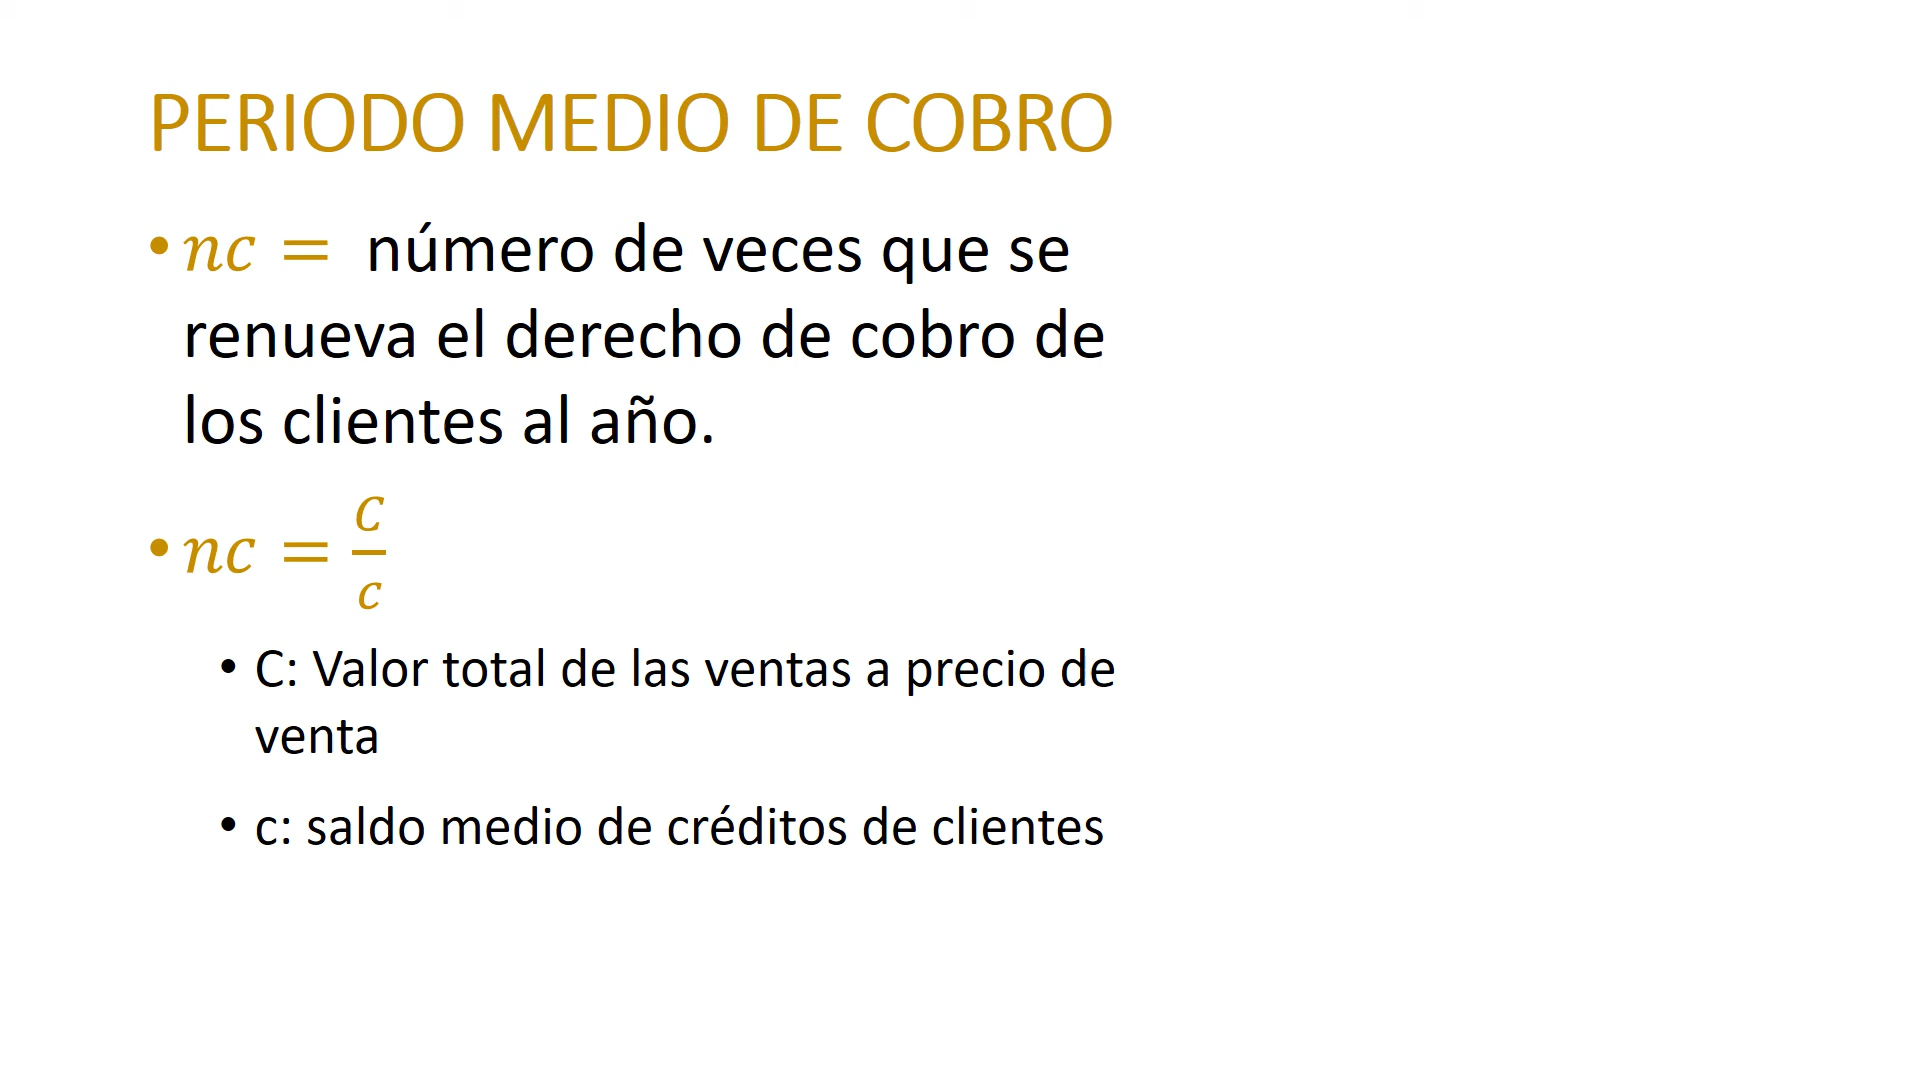 PERIODO MEDIO DE COBRO
• nc = número de veces que se
renueva el derecho de cobro de
los clientes al año.
• nc = C/c
• C: Valor total de las ventas a precio de
venta
• c: saldo medio de créditos de clientes